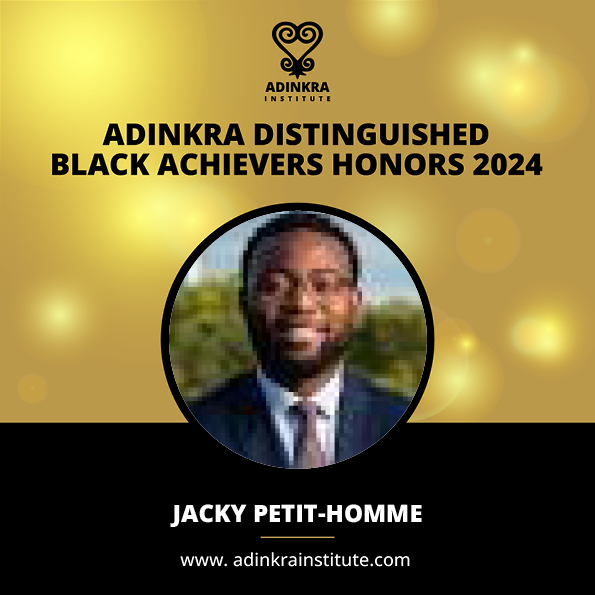 ADINKRA
INSTITUTE
ADINKRA DISTINGUISHED
BLACK ACHIEVERS HONORS 2024
JACKY PETIT-HOMME
www. adinkrainstitute.com